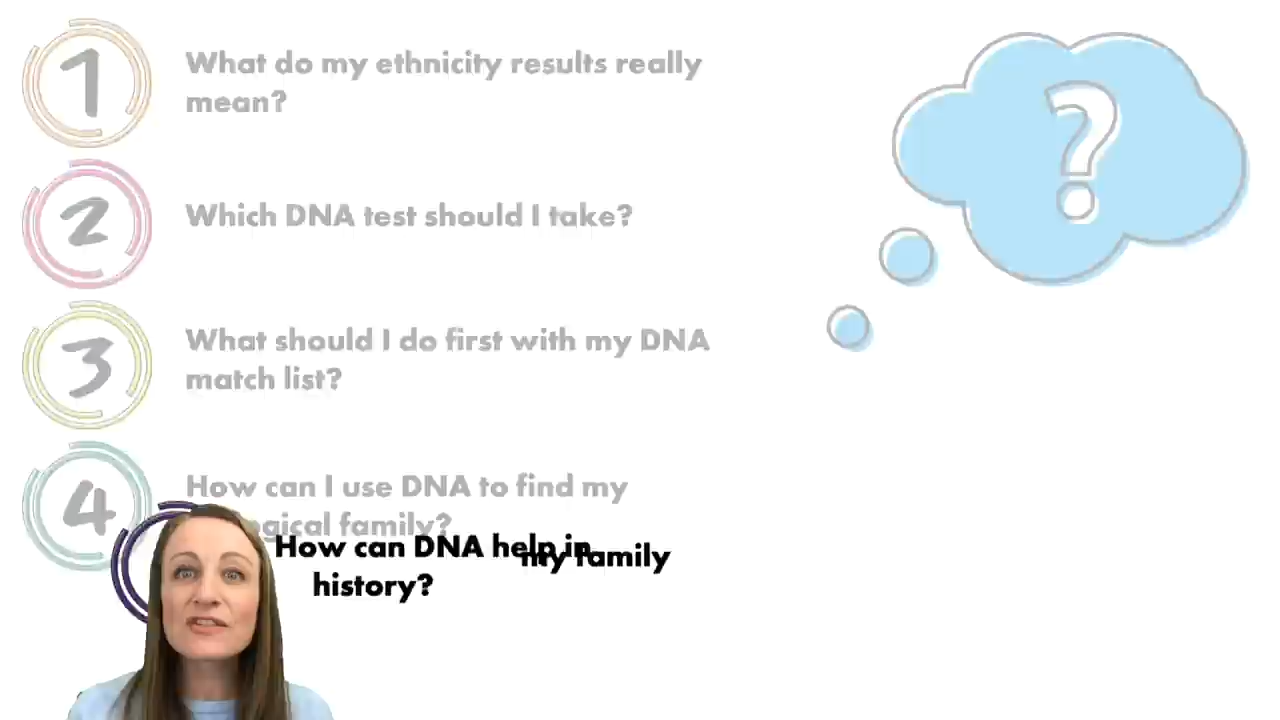 1
What do my ethnicity results really
mean?
2
Which DNA test should I take?
3
What should I do first with my DNA
match list?
4
How can I use DNA to find my
ogical family?
How can DNA help in
my family
history?
?